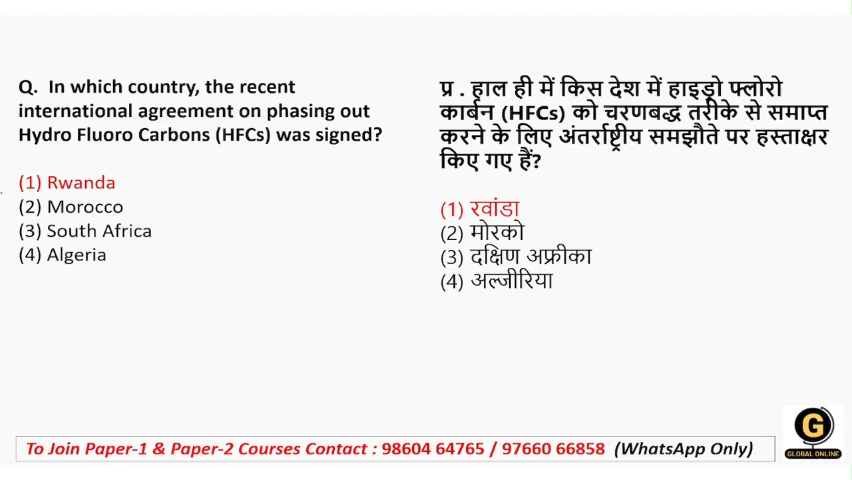 Q. In which country, the recent
international agreement on phasing out
Hydro Fluoro Carbons (HFCs) was signed?
(1) Rwanda
(2) Morocco
(3) South Africa
(4) Algeria
प्र . हाल ही में किस देश में हाइड्रो फ्लोरो
कार्बन (HFCs) को चरणबद्ध तरीके से समाप्त
करने के लिए अंतर्राष्ट्रीय समझौते पर हस्ताक्षर
किए गए हैं?
(1) रवांडा
(2) मोरको
(3) दक्षिण अफ्रीका
(4) अल्जीरिया
To Join Paper-1 & Paper-2 Courses Contact : 98604 64765 / 97660 66858 (WhatsApp Only)
G
GLOBAL ONLINE